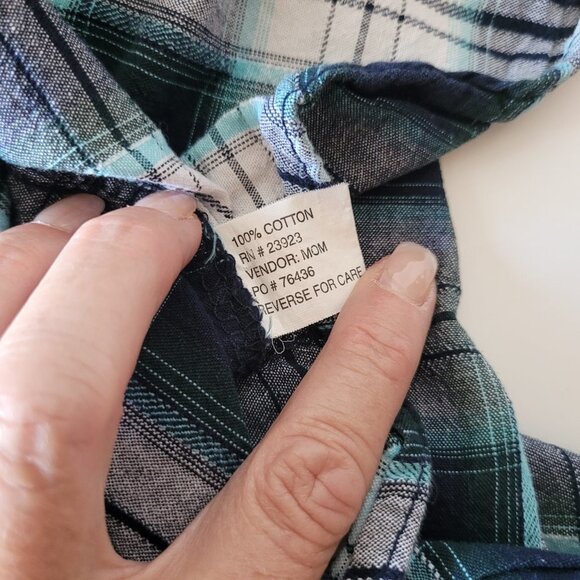 100% COTTON
RN # 23923
VENDOR: MOM
PO # 76436
REVERSE FOR CARE